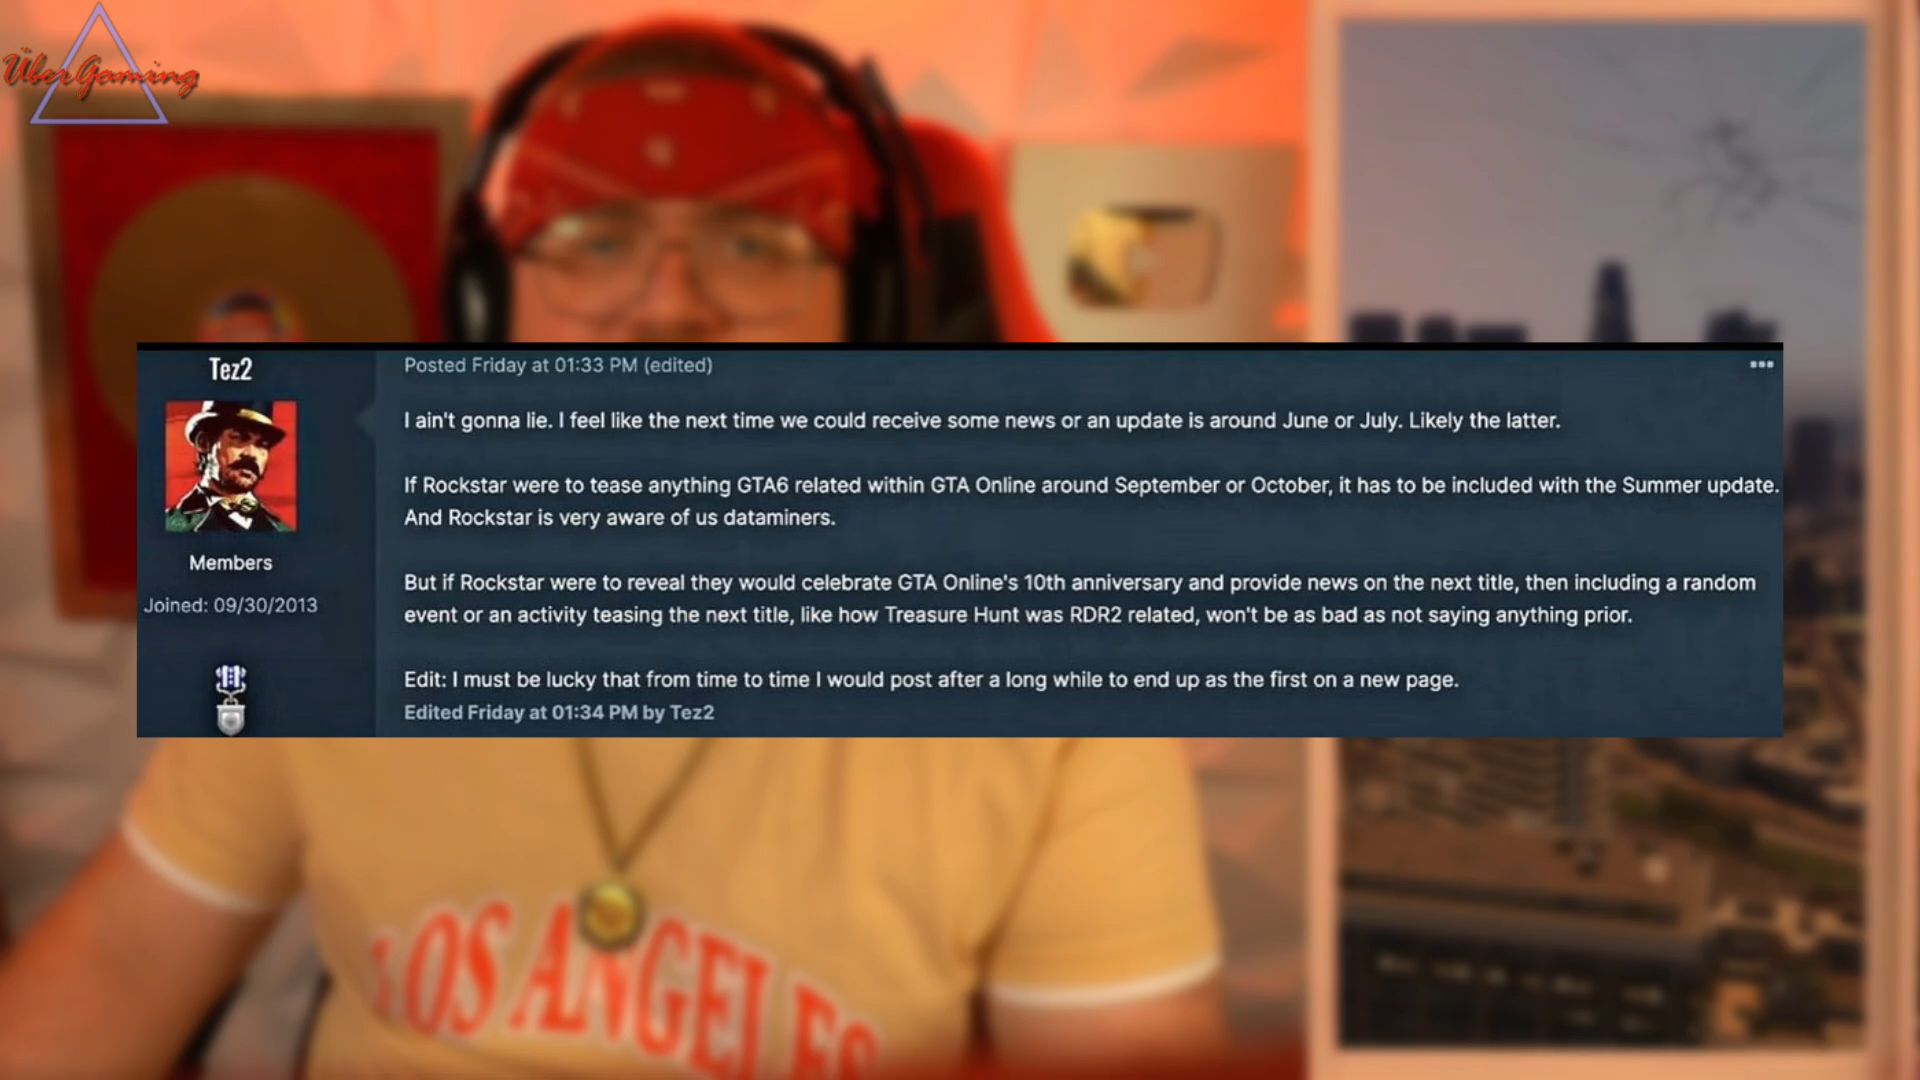 ÜberGaming
Tez2
Posted Friday at 01:33 PM (edited)
I ain't gonna lie. I feel like the next time we could receive some news or an update is around June or July. Likely the latter.
If Rockstar were to tease anything GTA6 related within GTA Online around September or October, it has to be included with the Summer update.
And Rockstar is very aware of us dataminers.
Members
But if Rockstar were to reveal they would celebrate GTA Online's 10th anniversary and provide news on the next title, then including a random
Joined: 09/30/2013
event or an activity teasing the next title, like how Treasure Hunt was RDR2 related, won't be as bad as not saying anything prior.
Edit: I must be lucky that from time to time I would post after a long while to end up as the first on a new page.
Edited Friday at 01:34 PM by Tez2
LOS ANGELES